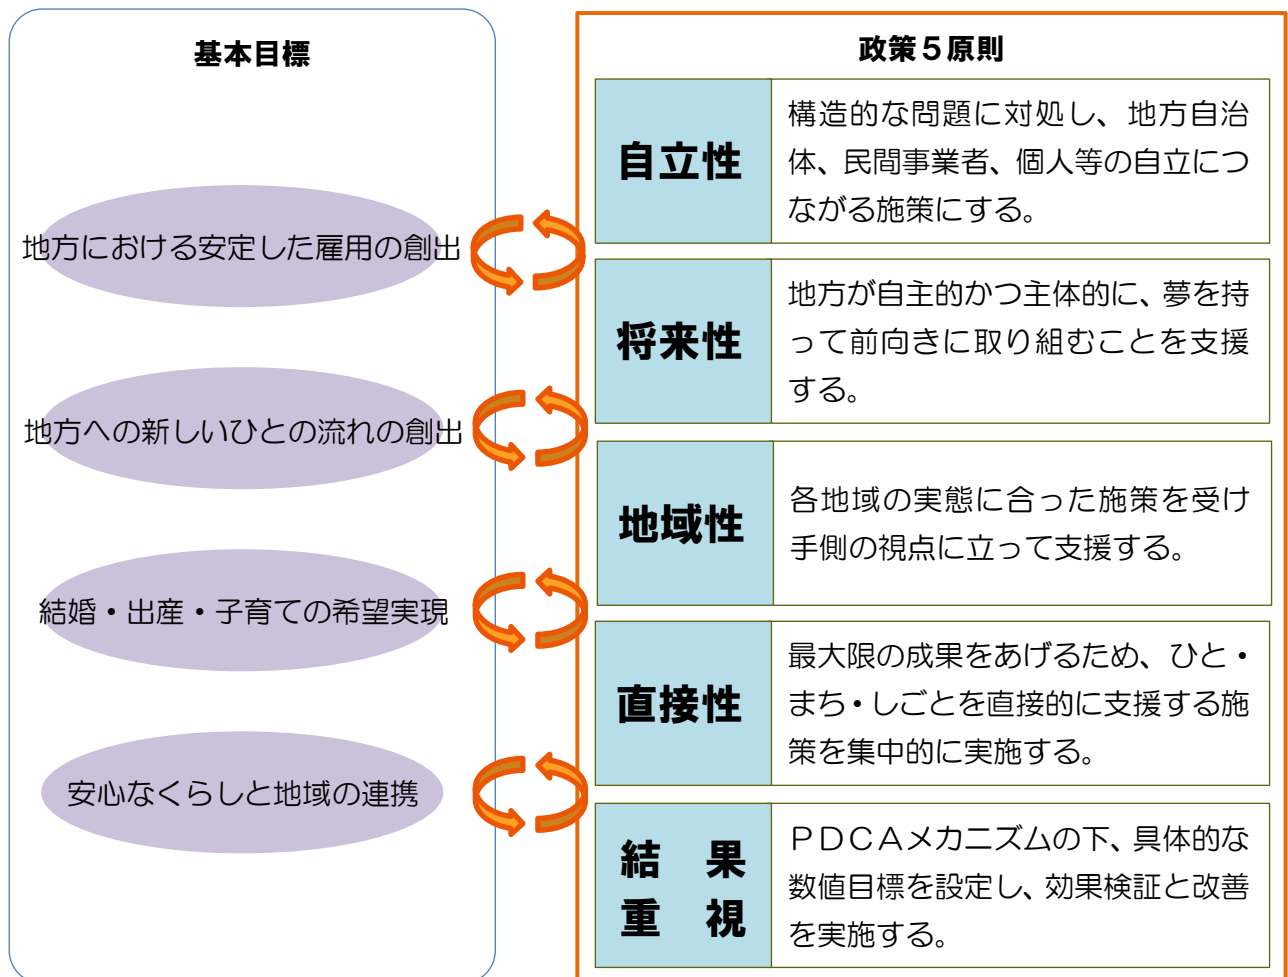 基本目標
地方における安定した雇用の創出
地方への新しいひとの流れの創出
結婚・出産・子育ての希望実現
安心なくらしと地域の連携
政策５原則
自立性
構造的な問題に対処し、地方自治
体、民間事業者、個人等の自立につ
ながる施策にする。
将来性
地方が自主的かつ主体的に、夢を持
って前向きに取り組むことを支援
する。
地域性
各地域の実態に合った施策を受け
手側の視点に立って支援する。
直接性
最大限の成果をあげるため、ひと・
まち・しごとを直接的に支援する施
策を集中的に実施する。
結　果
重　視
ＰＤＣＡメカニズムの下、具体的な
数値目標を設定し、効果検証と改善
を実施する。